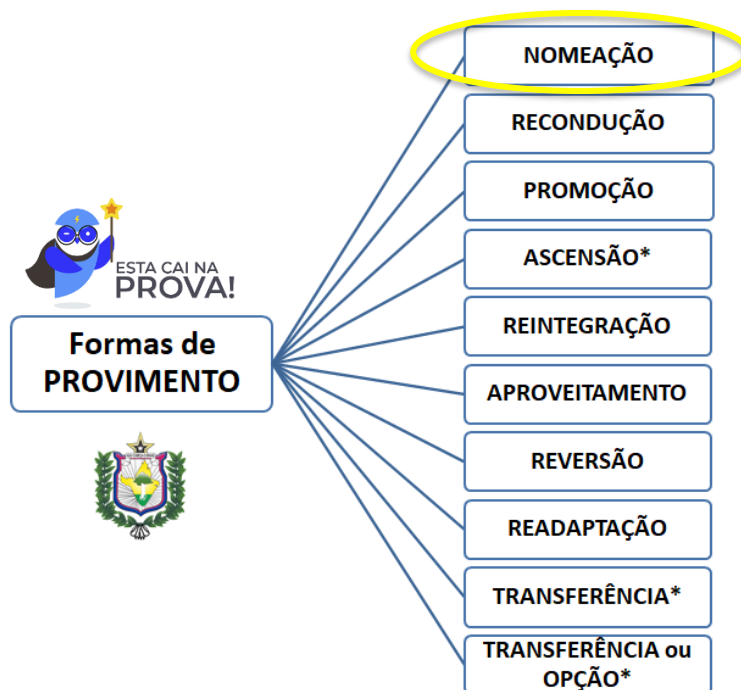 NOMEAÇÃO
RECONDUÇÃO
PROMOÇÃO
ASCENSÃO*
ESTA CAI NA
PROVA!
REINTEGRAÇÃO
Formas de
PROVIMENTO
APROVEITAMENTO
REVERSÃO
READAPTAÇÃO
TRANSFERÊNCIA*
TRANSFERÊNCIA ou
OPÇÃO*